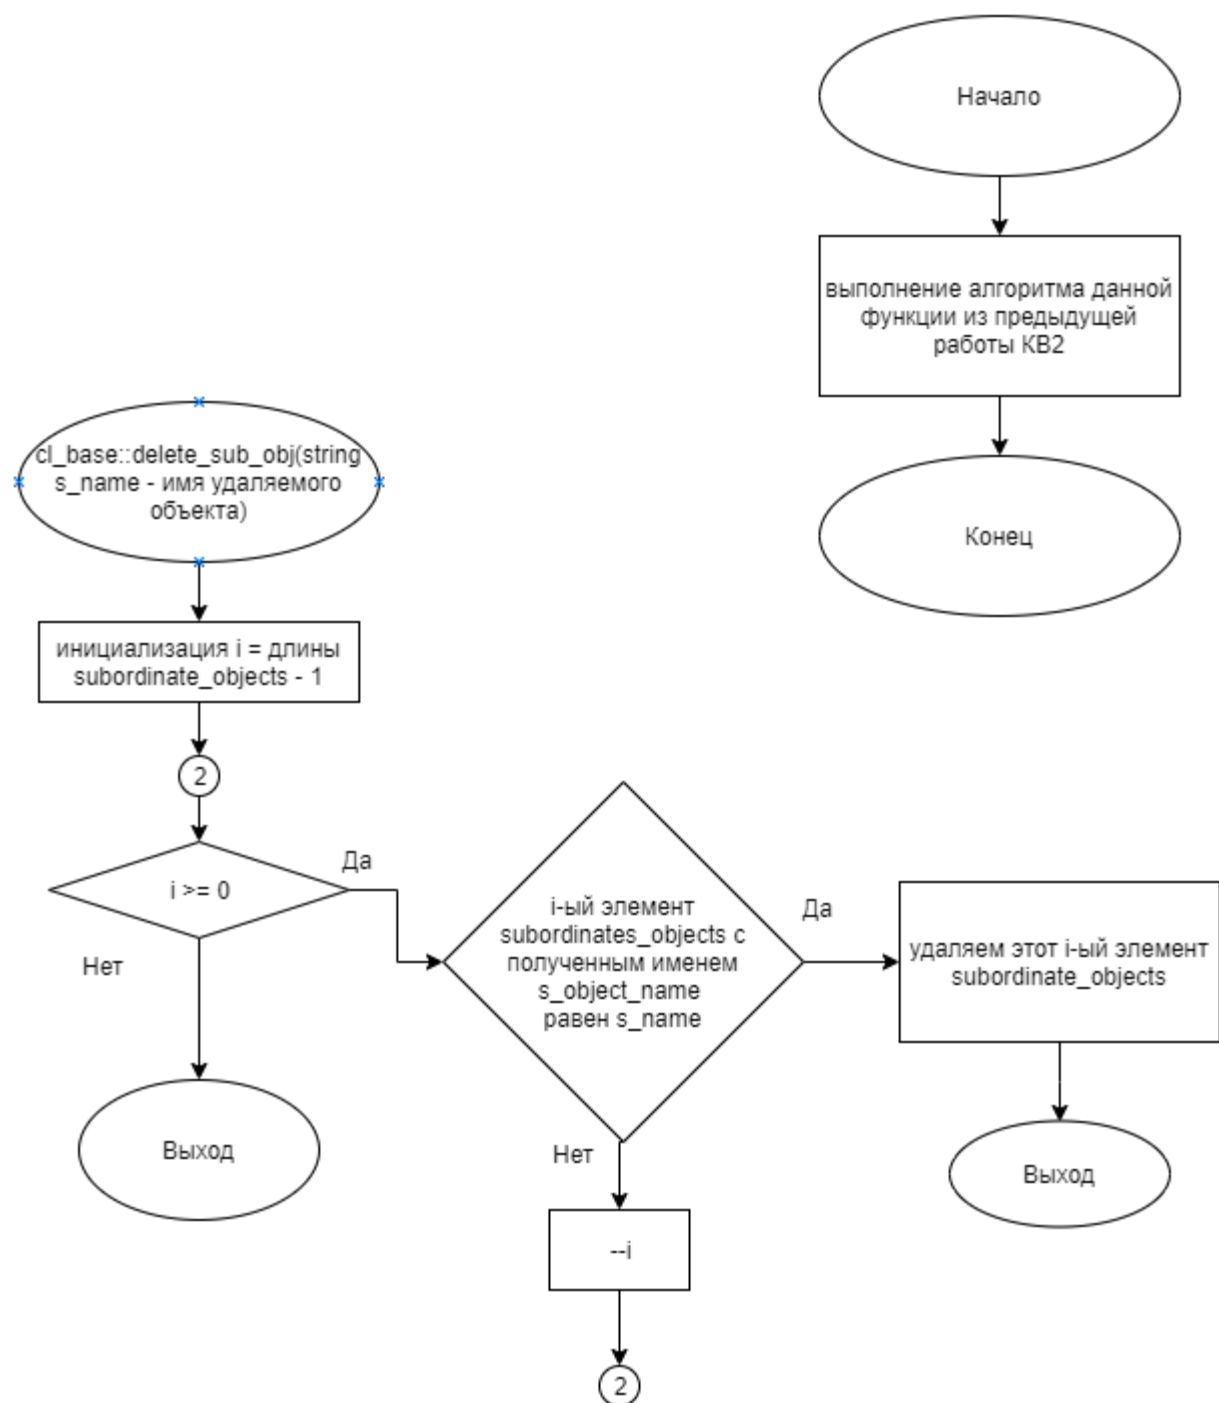 Начало
выполнение алгоритма данной
функции из предыдущей
работы КВ2
Конец
cl_base::delete_sub_obj(string
s_name - имя удаляемого
объекта)
инициализация i = длины
subordinate_objects - 1
2
i >= 0
Да
Нет
Выход
i-ый элемент
subordinates_objects с
полученным именем
s_object_name
равен s_name
Да
Нет
удаляем этот i-ый элемент
subordinate_objects
Выход
--i
2